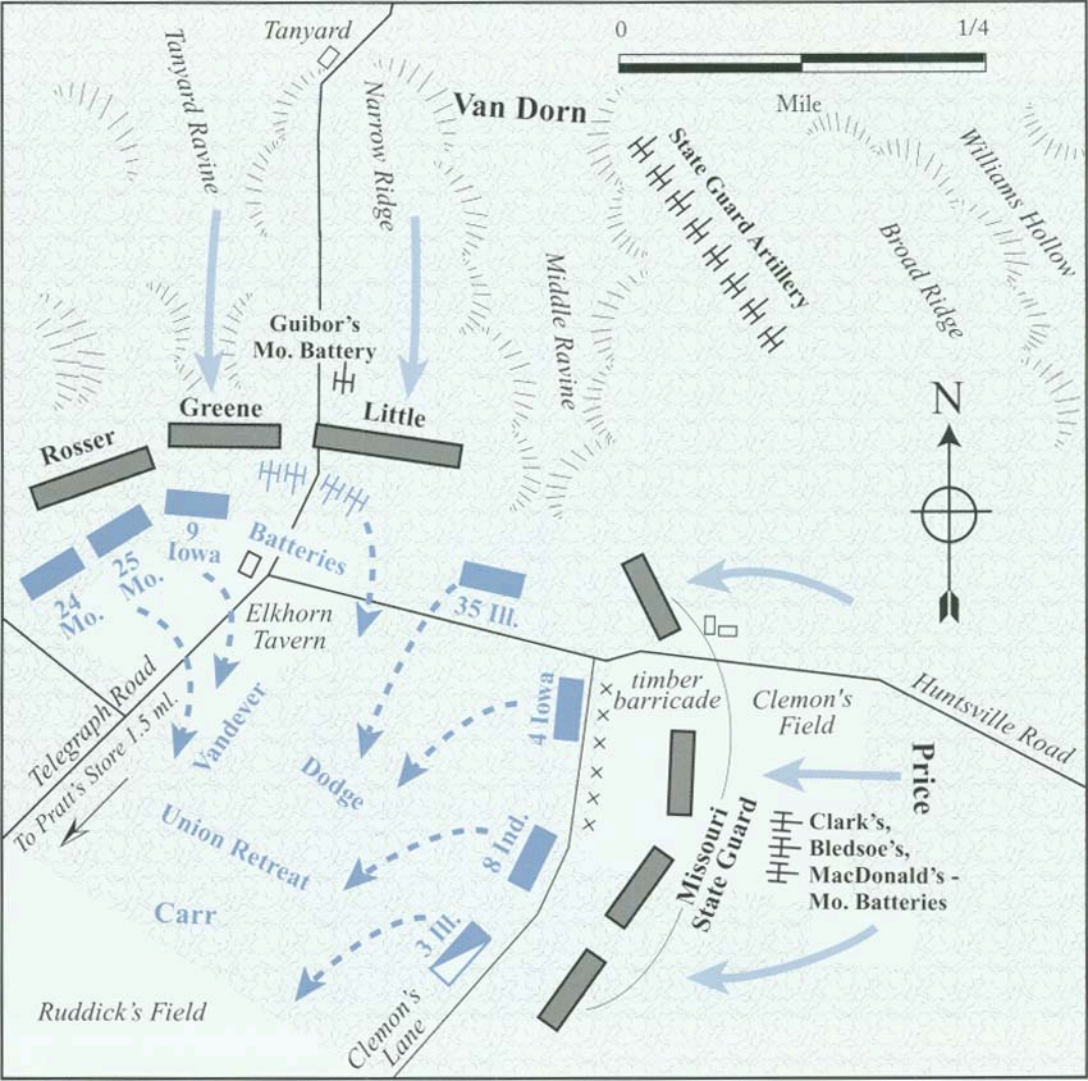 Tanyard
0 1/4
Mile
Tanyard Ravine
Narrow Ridge
Van Dorn
State Guard Artillery
Williams Hollow
Broad Ridge
Middle Ravine
Guibor's
Mo. Battery
N
Greene
Little
Rosser
9
Iowa
Batteries
25
Mo.
24
Mo.
35 Ill.
Elkhorn
Tavern
4 Iowa
timber
barricade
Clemon's
Field
Huntsville Road
Telegraph Road
To Pratt's Store 1.5 ml.
Vandever
Dodge
Price
Union Retreat
8 Ind.
Missouri
State Guard
Clark's,
Bledsoe's,
MacDonald's -
Mo. Batteries
Carr
3 Ill.
Ruddick's Field
Clemon's
Lane